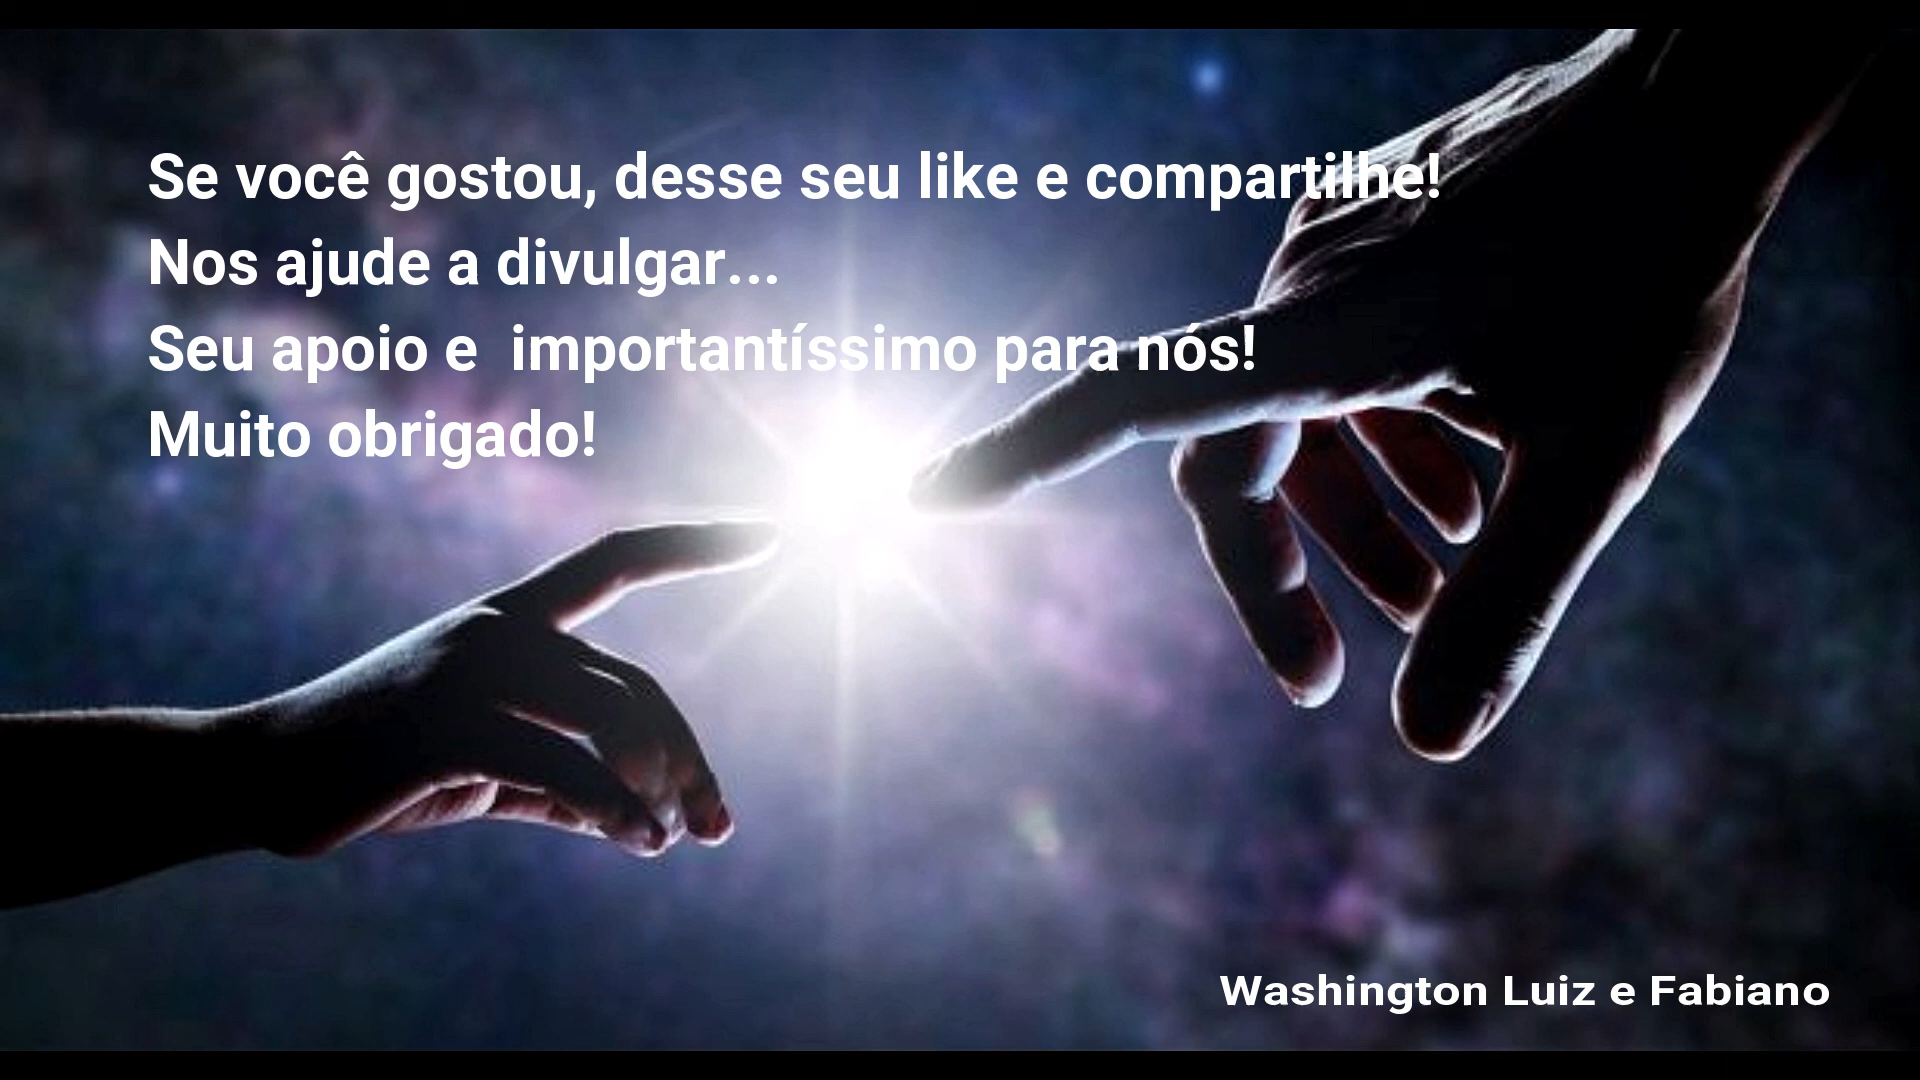 Se você gostou, desse seu like e compartilhe!
Nos ajude a divulgar...
Seu apoio e  importantíssimo para nós!
Muito obrigado!
Washington Luiz e Fabiano